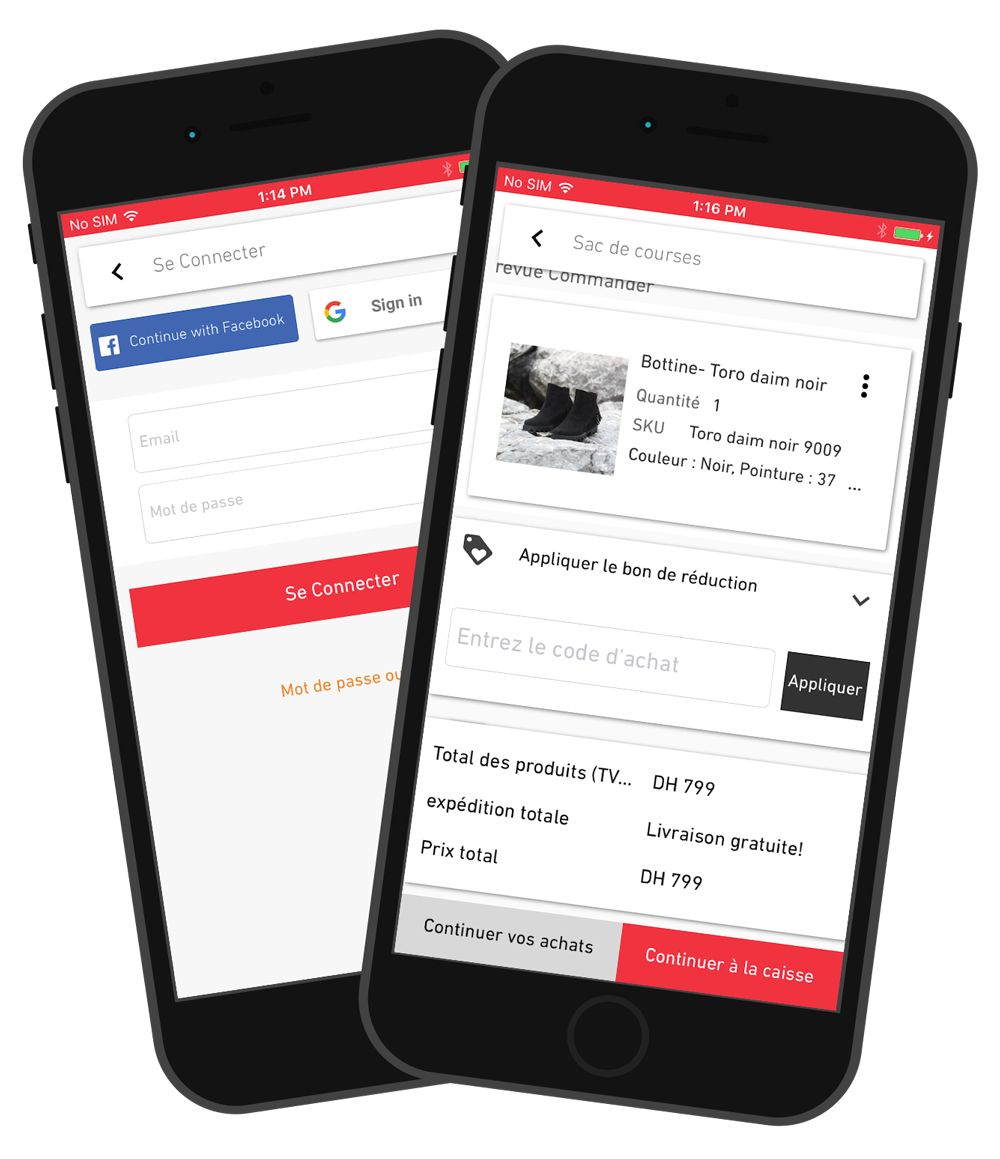 No SIM
1:14 PM
Se Connecter
Continue with Facebook
Sign in
Email
Mot de passe
Se Connecter
Mot de passe ou
No SIM
1:16 PM
Sac de courses
revue Commander
Bottine- Toro daim noir
Quantité 1
SKU Toro daim noir 9009
Couleur : Noir, Pointure : 37 ...
Appliquer le bon de réduction
Entrez le code d'achat
Appliquer
Total des produits (TV... DH 799
expédition totale Livraison gratuite!
Prix total DH 799
Continuer vos achats
Continuer à la caisse